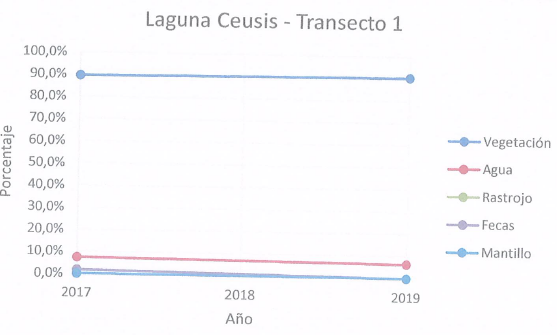 Laguna Ceusis - Transecto 1
100,0%
90,0%
80,0%
70,0%
60,0%
50,0%
40,0%
30,0%
20,0%
10,0%
0,0%
Porcentaje
2017
2018
2019
Año
Vegetación
Agua
Rastrojo
Fecas
Mantillo